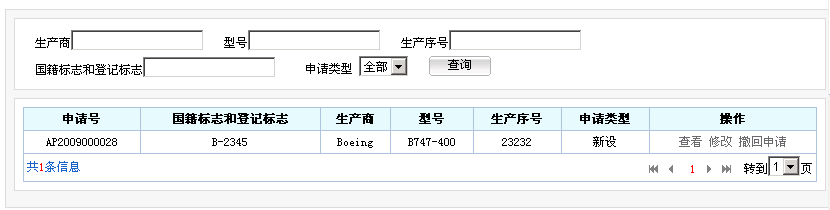 生产商 型号 生产序号
国籍标志和登记标志 申请类型 全部 查询
申请号 国籍标志和登记标志 生产商 型号 生产序号 申请类型 操作
AP2009000028 B-2345 Boeing B747-400 23232 新设 查看 修改 撤回申请
共1条信息 1 转到 1 页